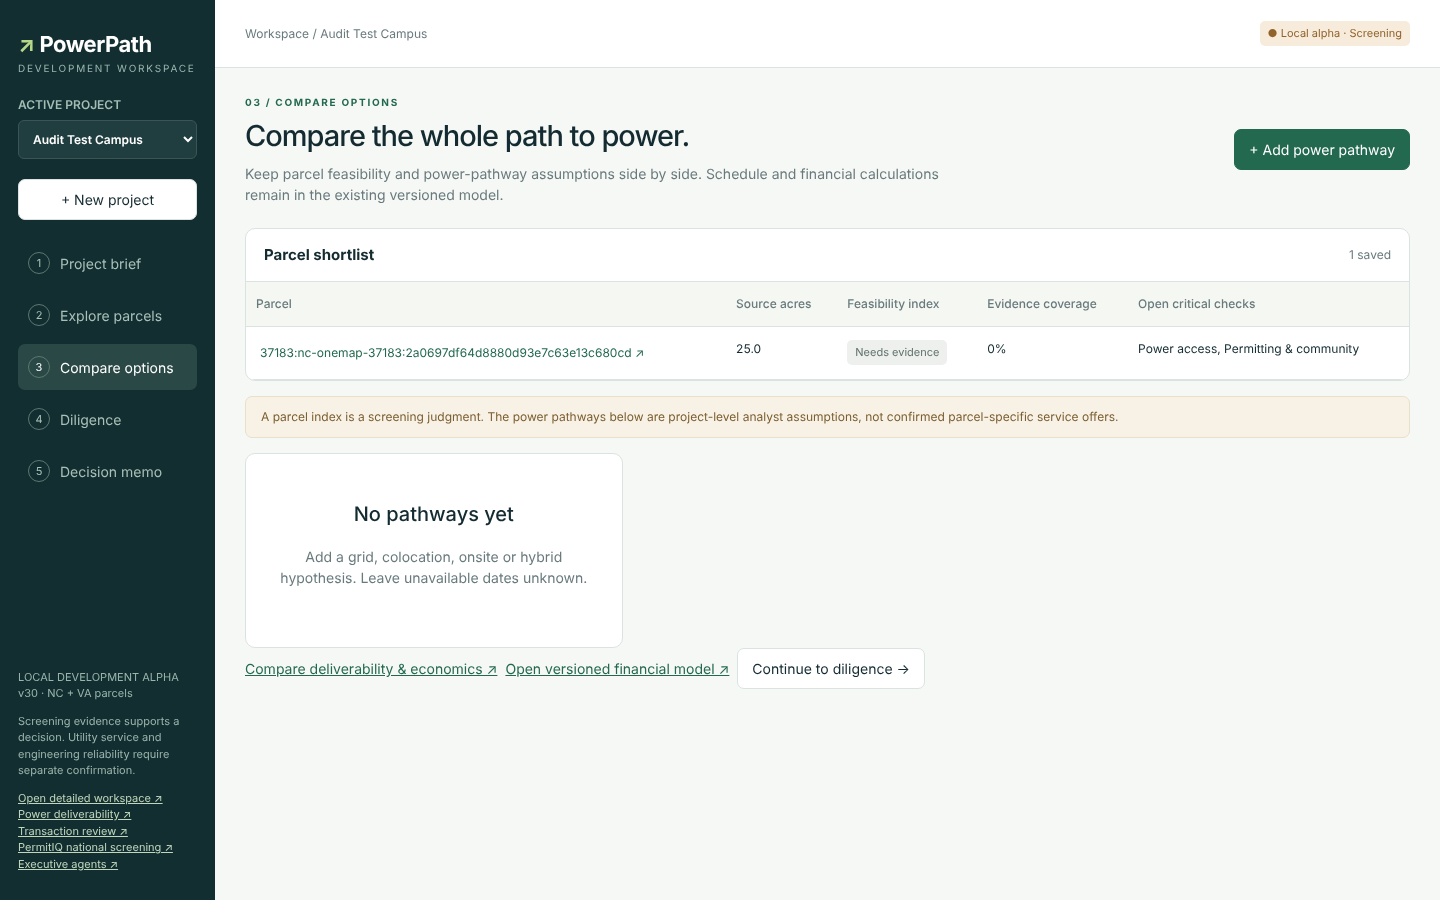 PowerPath
DEVELOPMENT WORKSPACE
ACTIVE PROJECT
Audit Test Campus
+ New project
1 Project brief
2 Explore parcels
3 Compare options
4 Diligence
5 Decision memo
LOCAL DEVELOPMENT ALPHA
v30 · NC + VA parcels
Screening evidence supports a
decision. Utility service and
engineering reliability require
separate confirmation.
Open detailed workspace ↗
Power deliverability ↗
Transaction review ↗
PermitIQ national screening ↗
Executive agents ↗
Workspace / Audit Test Campus
● Local alpha · Screening
03 / COMPARE OPTIONS
Compare the whole path to power.
Keep parcel feasibility and power-pathway assumptions side by side. Schedule and financial calculations
remain in the existing versioned model.
+ Add power pathway
Parcel shortlist
1 saved
Parcel Source acres Feasibility index Evidence coverage Open critical checks
37183:nc-onemap-37183:2a0697df64d8880d93e7c63e13c680cd ↗ 25.0 Needs evidence 0% Power access, Permitting & community
A parcel index is a screening judgment. The power pathways below are project-level analyst assumptions, not confirmed parcel-specific service offers.
No pathways yet
Add a grid, colocation, onsite or hybrid
hypothesis. Leave unavailable dates unknown.
Compare deliverability & economics ↗ Open versioned financial model ↗ Continue to diligence →